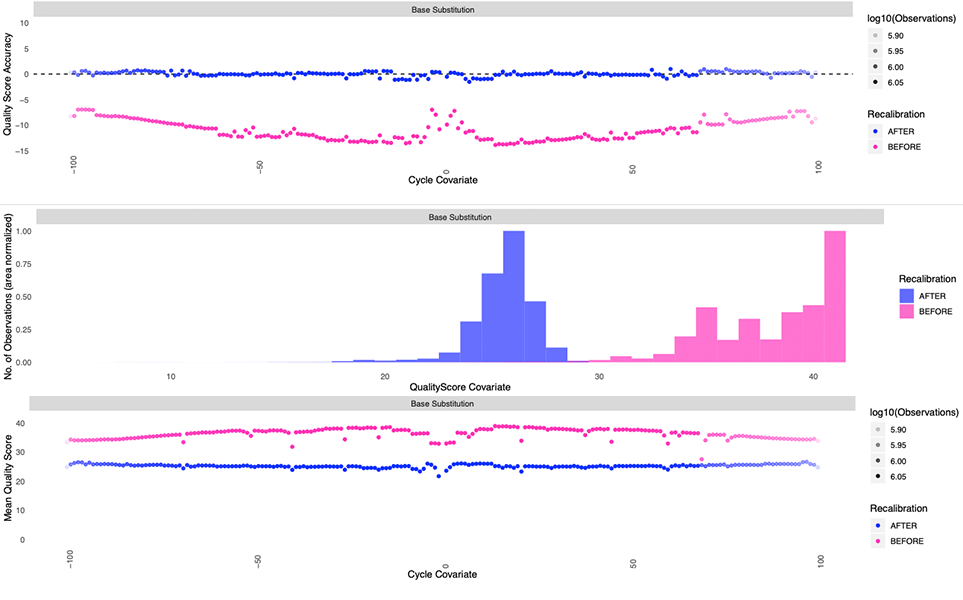 Base Substitution
Quality Score Accuracy
10
5
0
−5
−10
−15
−100
−50
0
50
100
Cycle Covariate
log10(Observations)
5.90
5.95
6.00
6.05
Recalibration
AFTER
BEFORE
Base Substitution
No. of Observations (area normalized)
1.00
0.75
0.50
0.25
0.00
10
20
30
40
QualityScore Covariate
Recalibration
AFTER
BEFORE
Base Substitution
Mean Quality Score
40
30
20
10
0
−100
−50
0
50
100
Cycle Covariate
log10(Observations)
5.90
5.95
6.00
6.05
Recalibration
AFTER
BEFORE